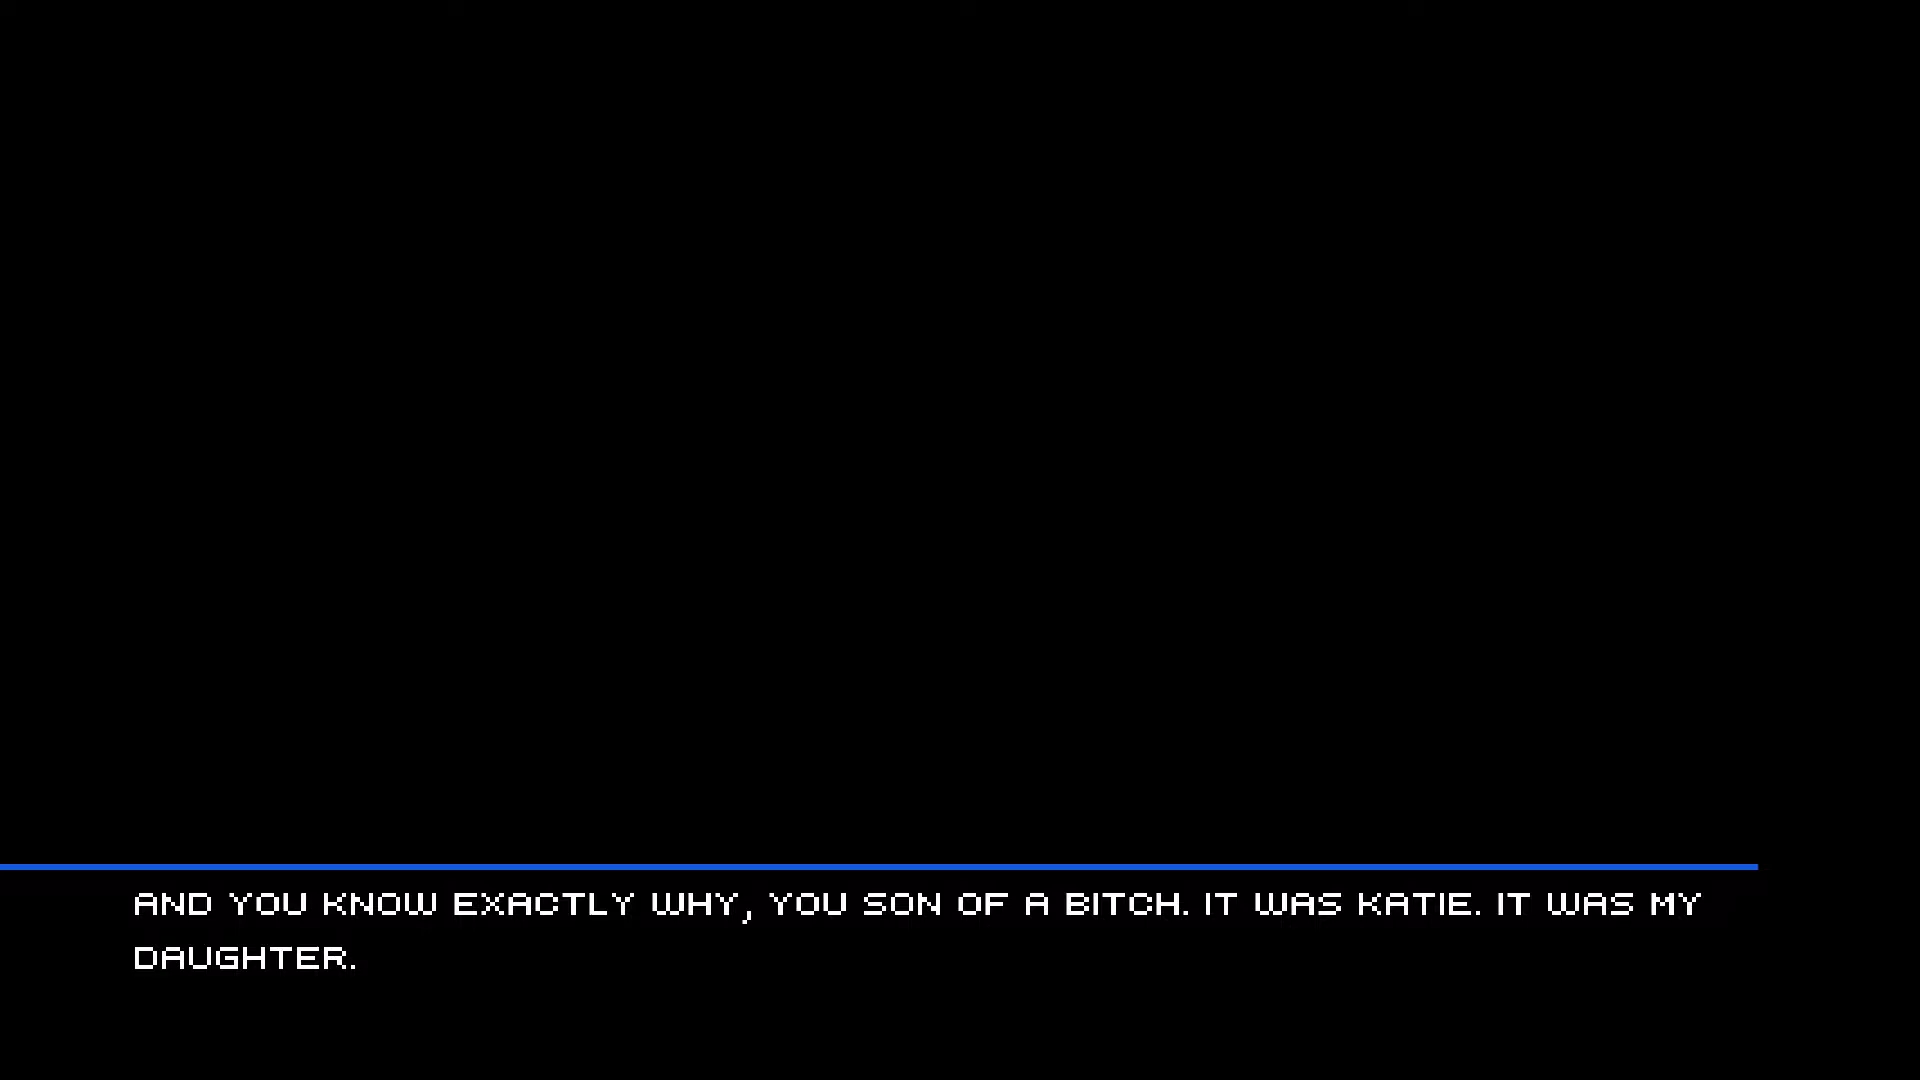 AND YOU KNOW EXACTLY WHY, YOU SON OF A BITCH. IT WAS KATIE. IT WAS MY
DAUGHTER.